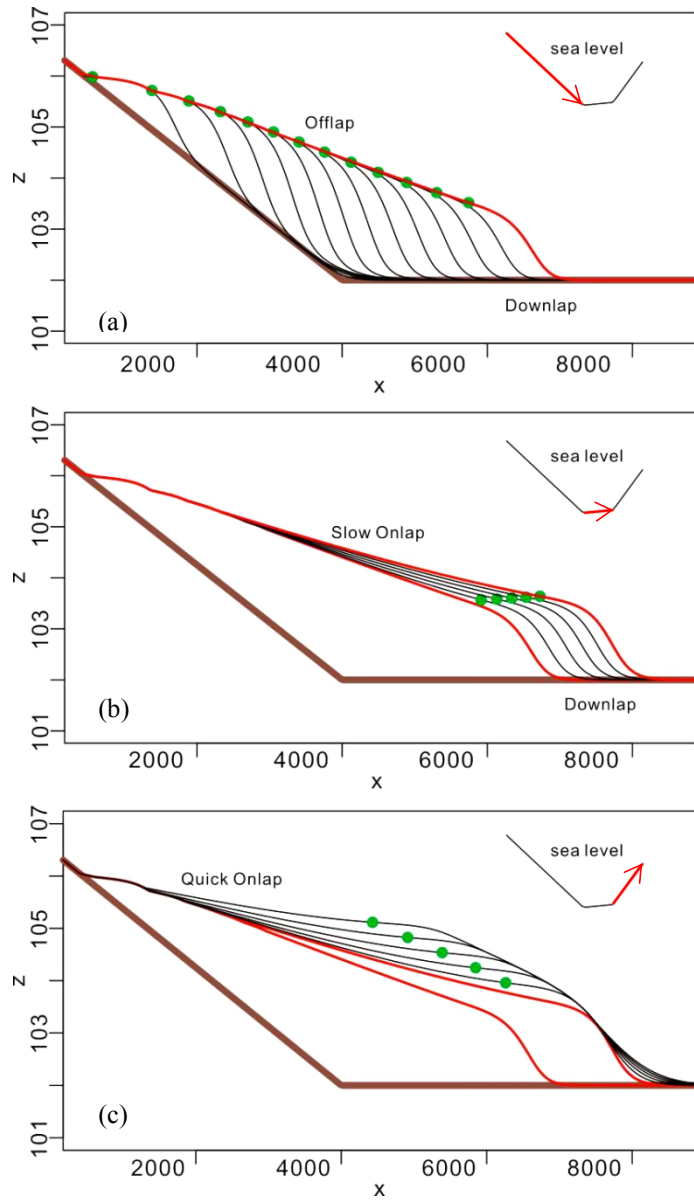 107
105
103
101
z
sea level
Offlap
Downlap
(a)
2000
4000
6000
8000
x
107
105
103
101
z
sea level
Slow Onlap
Downlap
(b)
2000
4000
6000
8000
x
107
105
103
101
z
sea level
Quick Onlap
(c)
2000
4000
6000
8000
x